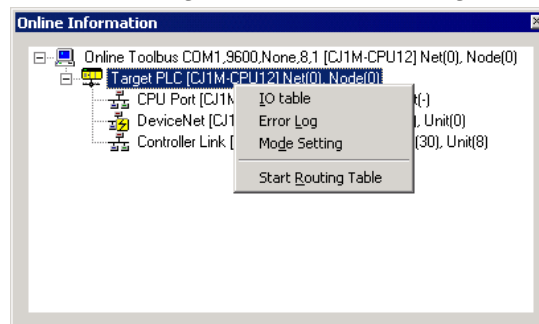 Online Information
Online Toolbus COM1,9600,None,8,1 [CJ1M-CPU12] Net(0), Node(0)
Target PLC [CJ1M-CPU12] Net(0), Node(0)
CPU Port [CJ1M
IO table
t(-)
DeviceNet [CJ1
Error Log
, Unit(0)
Controller Link [
Mode Setting
(30), Unit(8)
Start Routing Table